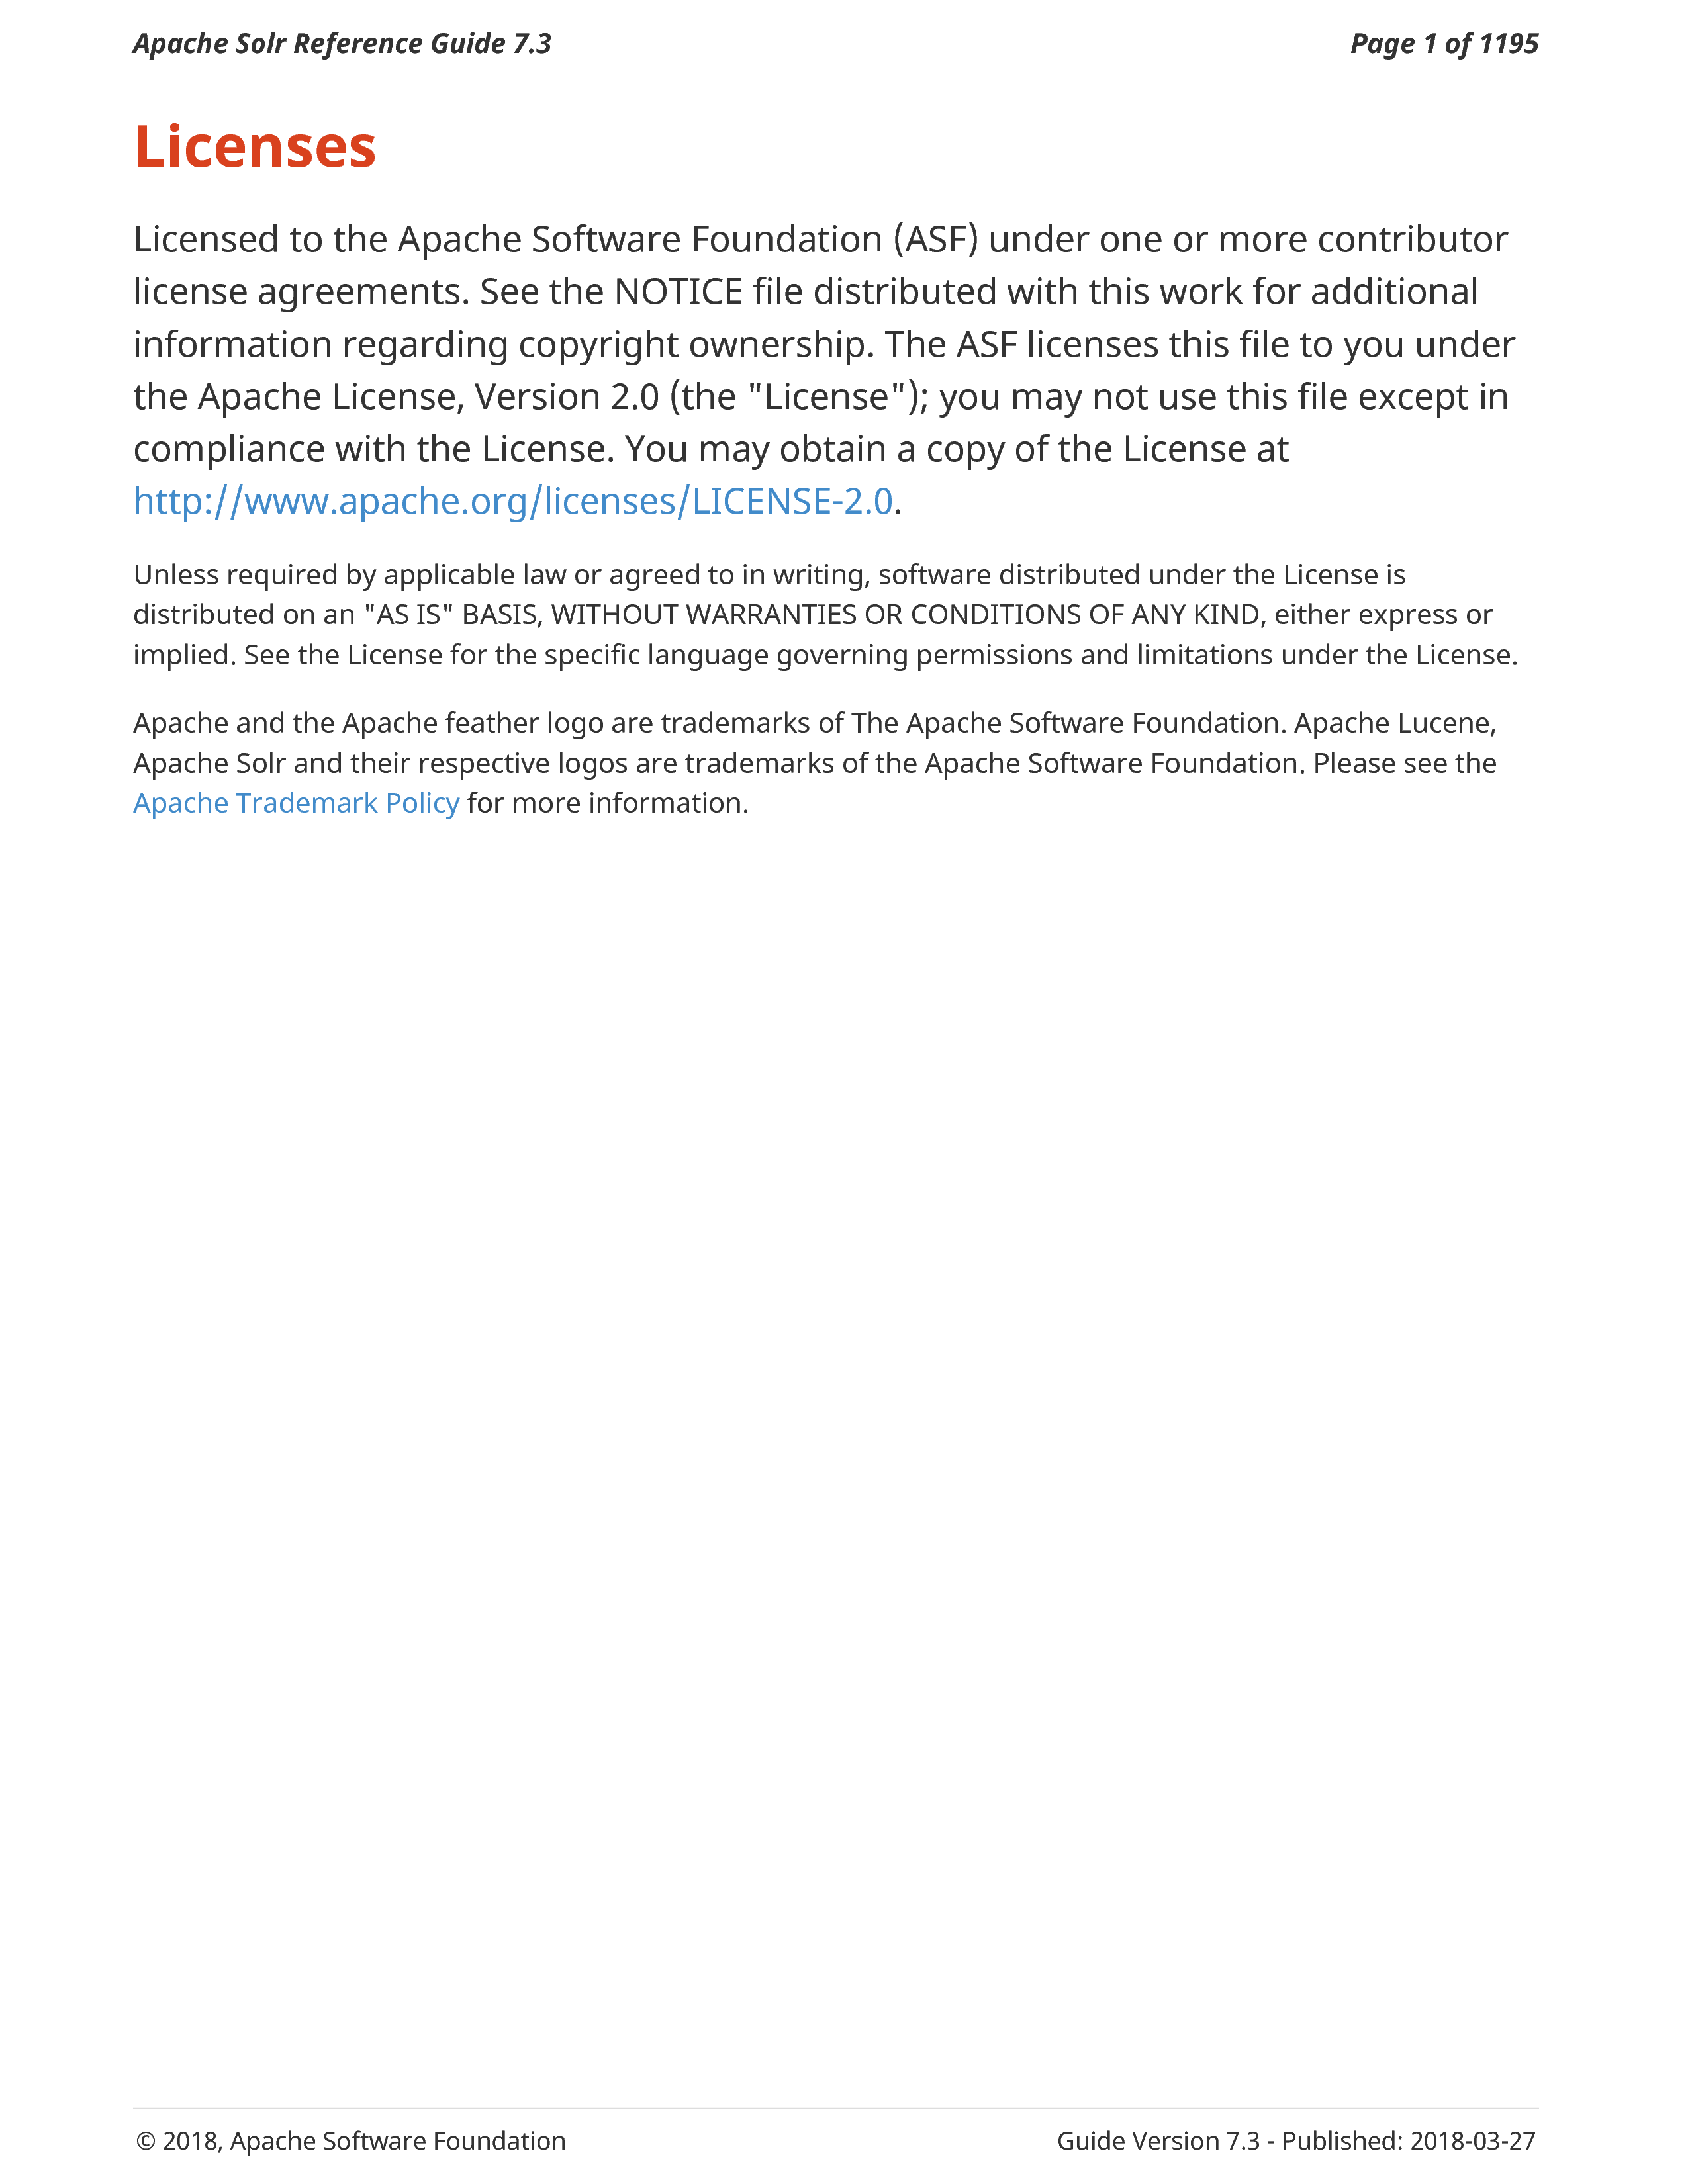 Apache Solr Reference Guide 7.3 Page 1 of 1195
Licenses
Licensed to the Apache Software Foundation (ASF) under one or more contributor
license agreements. See the NOTICE file distributed with this work for additional
information regarding copyright ownership. The ASF licenses this file to you under
the Apache License, Version 2.0 (the "License"); you may not use this file except in
compliance with the License. You may obtain a copy of the License at
http://www.apache.org/licenses/LICENSE-2.0.
Unless required by applicable law or agreed to in writing, software distributed under the License is
distributed on an "AS IS" BASIS, WITHOUT WARRANTIES OR CONDITIONS OF ANY KIND, either express or
implied. See the License for the specific language governing permissions and limitations under the License.
Apache and the Apache feather logo are trademarks of The Apache Software Foundation. Apache Lucene,
Apache Solr and their respective logos are trademarks of the Apache Software Foundation. Please see the
Apache Trademark Policy for more information.
© 2018, Apache Software Foundation Guide Version 7.3 - Published: 2018-03-27